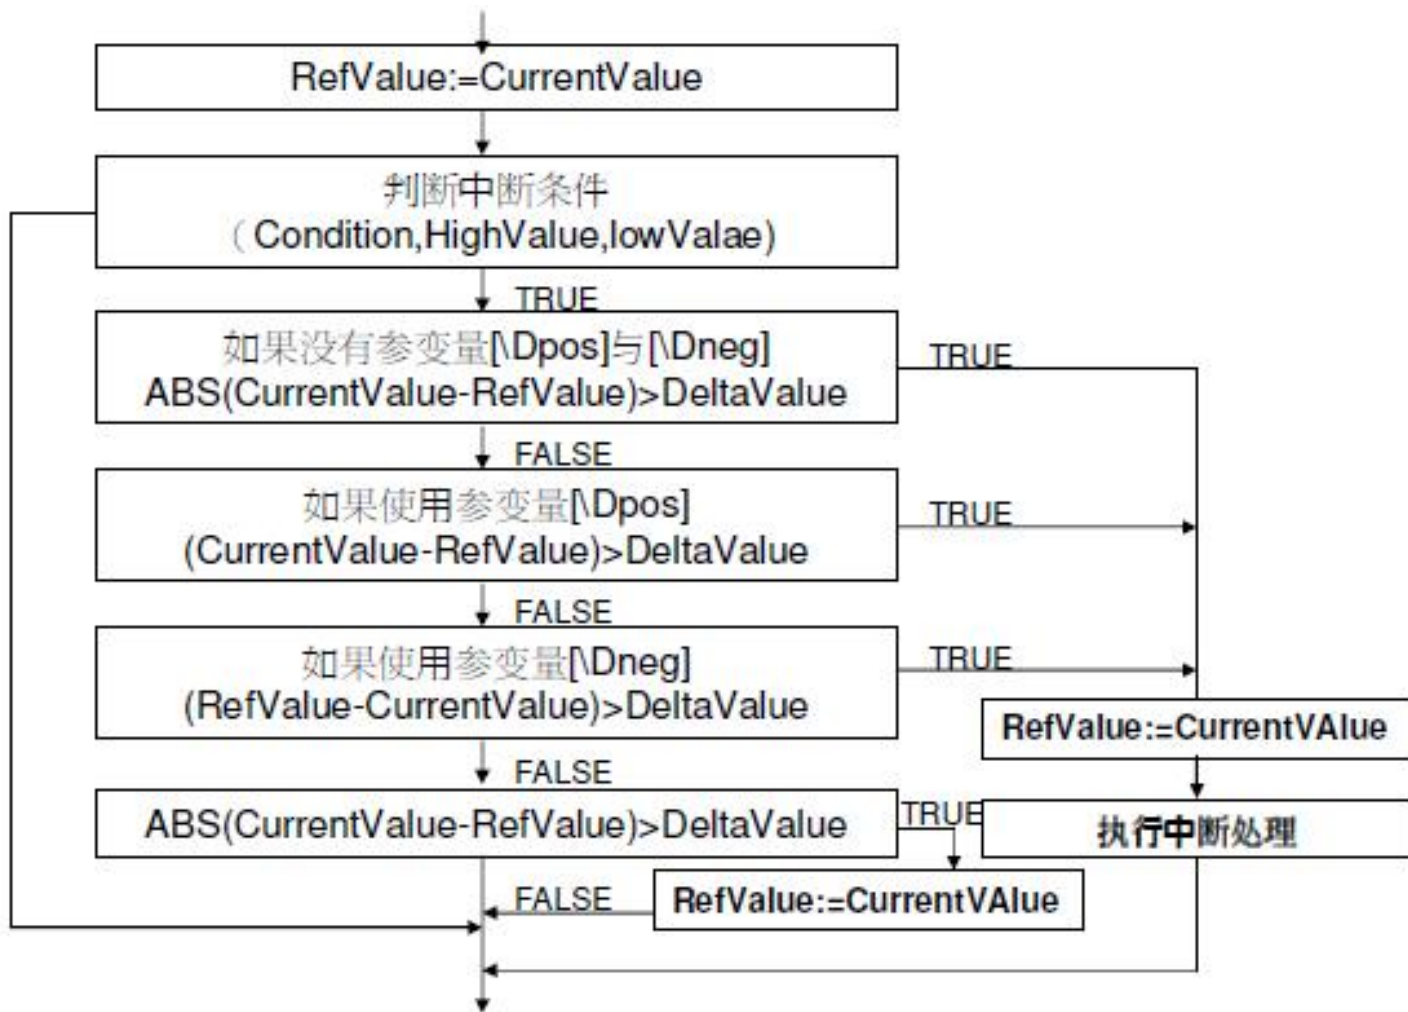 RefValue:=CurrentValue
判断中断条件
（Condition,HighValue,lowValae)
TRUE
如果没有参变量[\Dpos]与[\Dneg]
ABS(CurrentValue-RefValue)>DeltaValue
TRUE
FALSE
如果使用参变量[\Dpos]
(CurrentValue-RefValue)>DeltaValue
TRUE
FALSE
如果使用参变量[\Dneg]
(RefValue-CurrentValue)>DeltaValue
TRUE
RefValue:=CurrentVAlue
FALSE
ABS(CurrentValue-RefValue)>DeltaValue
TRUE
执行中断处理
FALSE
RefValue:=CurrentVAlue